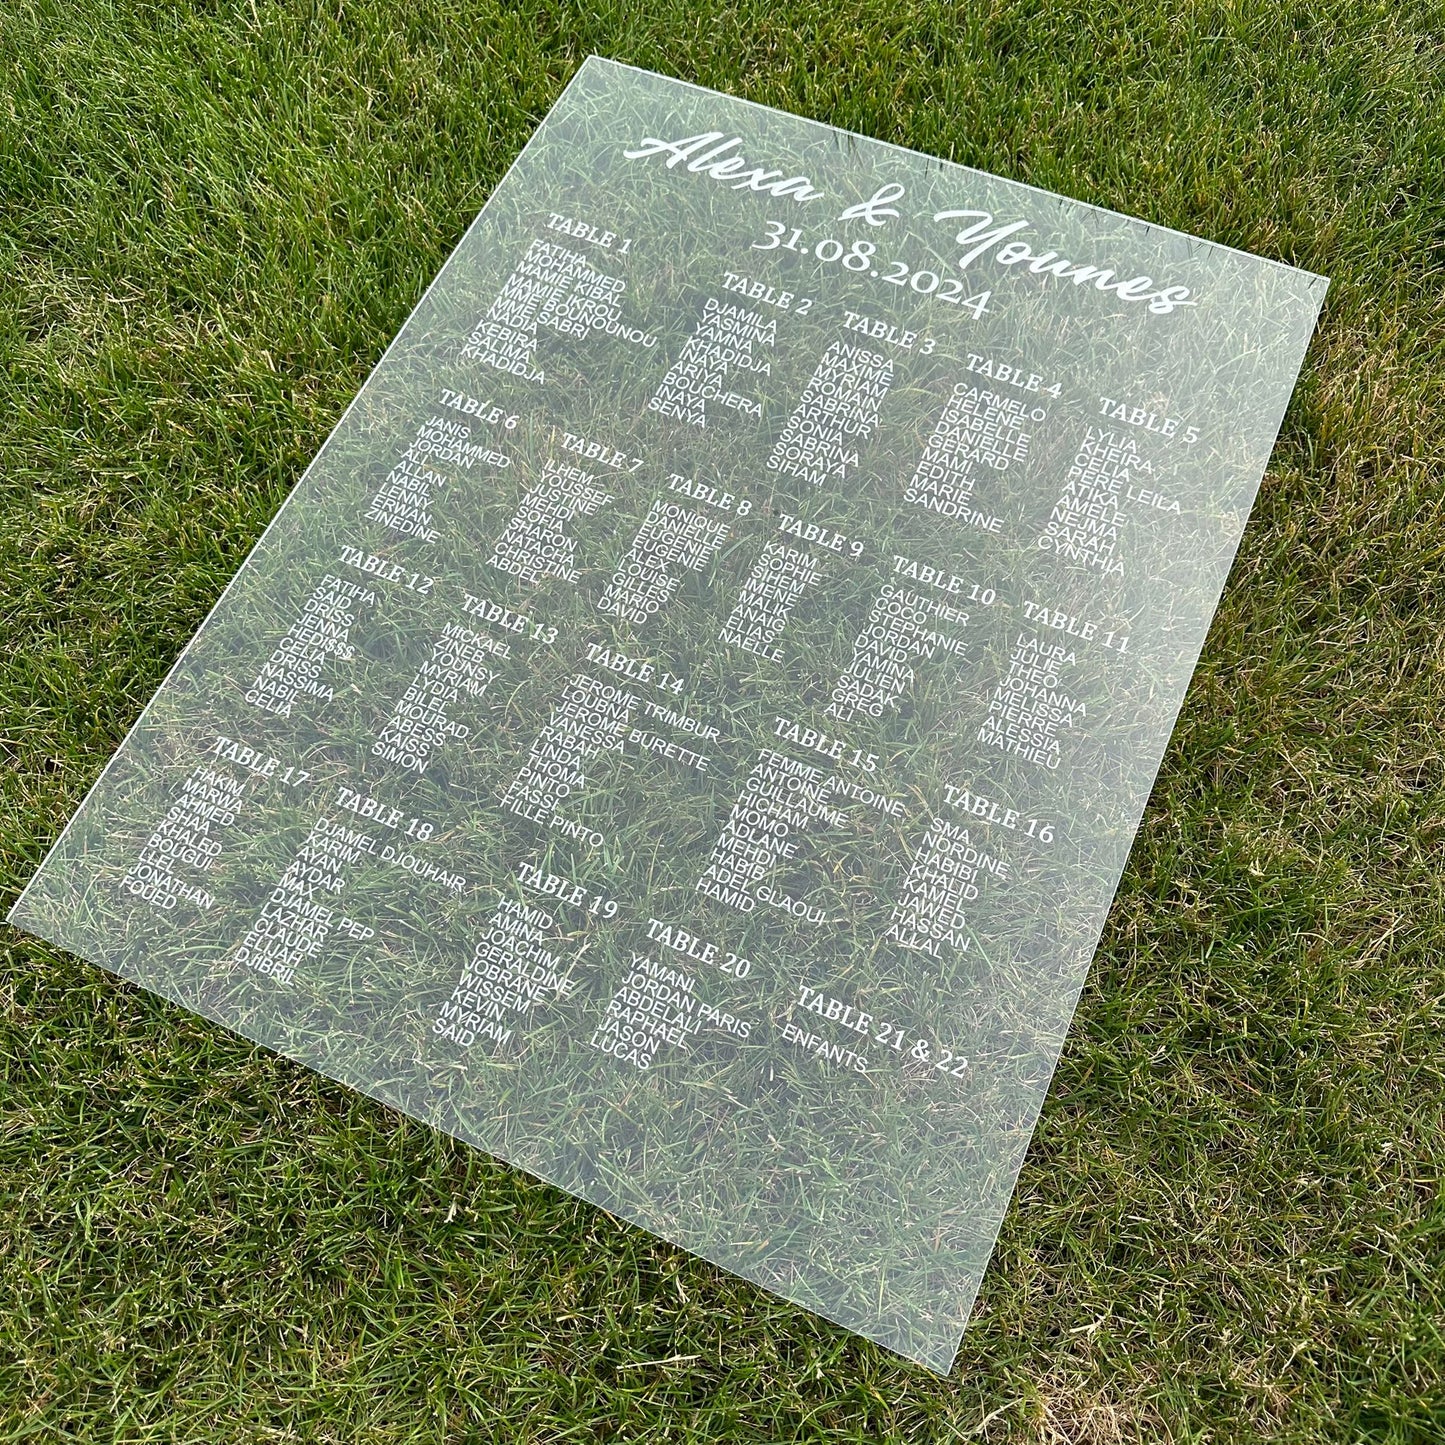 Alexa & Younes
31.08.2024
TABLE 1
FATIHA
MOHAMMED
MAMIE KIBAL
MAMIE IKROU
MME BOUNOUNOU
MME SABRI
NADIA
KEBIRA
SALIMA
KHADIDJA
TABLE 2
DJAMILA
YASMINA
YAMNA
KHADIDJA
INAYA
ARIYA
BOUCHERA
INAYA
SENYA
TABLE 3
ANISSA
MAXIME
MYRIAM
ROMAIN
SABRINA
ARTHUR
SONIA
SABRINA
SORAYA
SIHAM
TABLE 4
CARMELO
HELENE
ISABELLE
DANIELLE
GÉRARD
MAMI
EDITH
MARIE
SANDRINE
TABLE 5
LYLIA
KHEIRA
CELIA
PERE LEILA
ATIKA
AMELE
NEJMA
SARAH
CYNTHIA
TABLE 6
JANIS
MOHAMMED
JORDAN
ALI
ALLAN
NABIL
JENNA
ERWAN
ZINEDINE
TABLE 7
ILHEM
YOUSSEF
JUSTINE
MEHDI
SOFIA
SHARON
NATACHA
CHRISTINE
ABDEL
TABLE 8
MONIQUE
DANIELLE
EUGENIE
EUGENIE
ALEX
LOUISE
GILLES
MARIO
DAVID
TABLE 9
KARIM
SOPHIE
SIHEM
IMENE
MALIK
ANAIG
ELIAS
NAELLE
TABLE 10
GAUTHIER
COCO
STEPHANIE
JORDAN
DAVID
YAMINA
JULIEN
SADAK
GREG
ALI
TABLE 11
LAURA
JULIE
THEO
JOHANNA
MELISSA
PIERRE
ALESSIA
MATHIEU
TABLE 12
FATIHA
SAID
DRISS
JENNA
HEDI$$$
CELIA
DRISS
NASSIMA
NABIL
CELIA
TABLE 13
MICKAEL
ZINEB
YOUNSY
MYRIAM
LYDIA
BILEL
MOURAD
ABESS
KAISS
SIMON
TABLE 14
JEROME TRIMBUR
LOUBNA
JEROME BURETTE
VANESSA
RABAH
LINDA
THOMA
PINTO
FASSI
FILLE PINTO
TABLE 15
FEMME ANTOINE
ANTOINE
GUILLAUME
HICHAM
MOMO
ADLANE
MEHDI
HABIB
ADEL GLAOUI
HAMID
TABLE 16
SMA
NORDINE
HABIBI
KHALID
KAMEL
JAWED
HASSAN
ALLAL
TABLE 17
HAKIM
MARWA
AHMED
SHAA
KHALED
BOUGUI
LLEI
JONATHAN
FOUED
TABLE 18
DJAMEL DJOUHAIR
KARIM
AYDAR
MAX
DJAMEL PEP
LAZHAR
CLAUDE
ELIJAH
DJIBRIL
TABLE 19
HAMID
AMINA
JOACHIM
GERALDINE
JOBRANE
WISSEM
KEVIN
MYRIAM
SAID
TABLE 20
YAMANI
JORDAN PARIS
ABDELALI
RAPHAEL
JASON
LUCAS
TABLE 21 & 22
ENFANTS